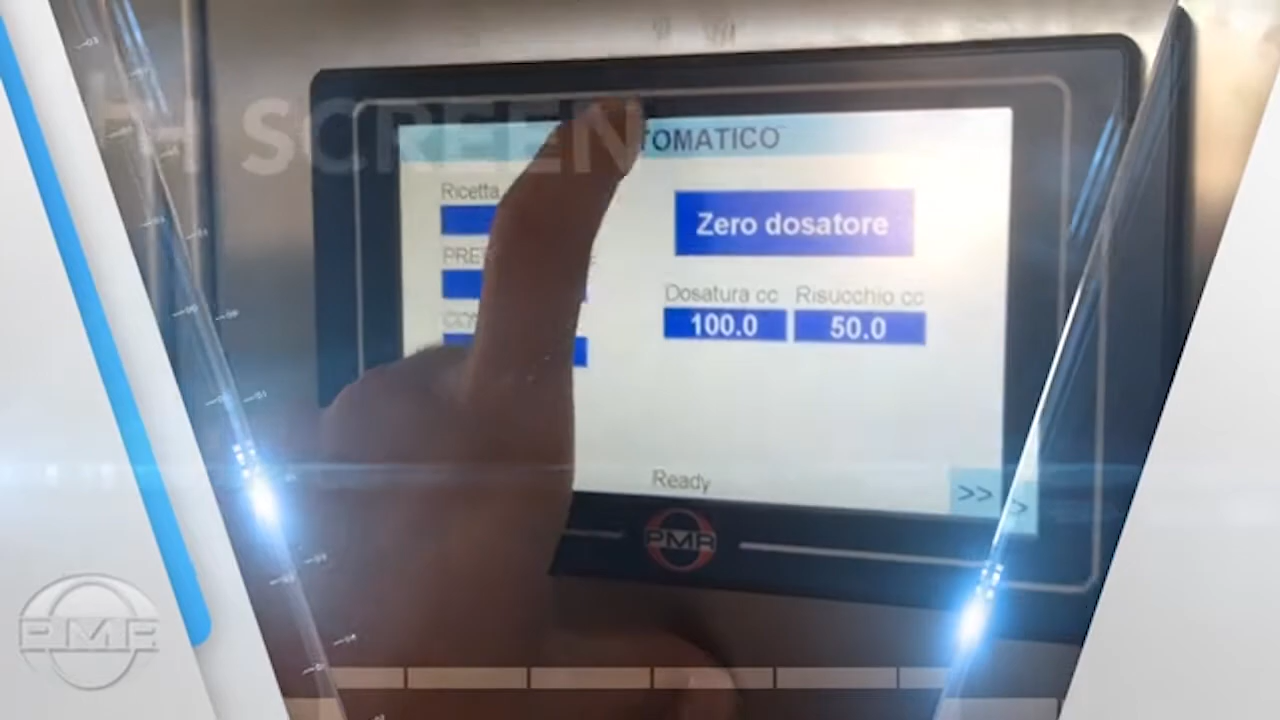 SCREEN
TOMATICO
Ricetta
Zero dosatore
Dosatura cc Risucchio cc
100.0 50.0
Ready
>>
>
PMR
PMR